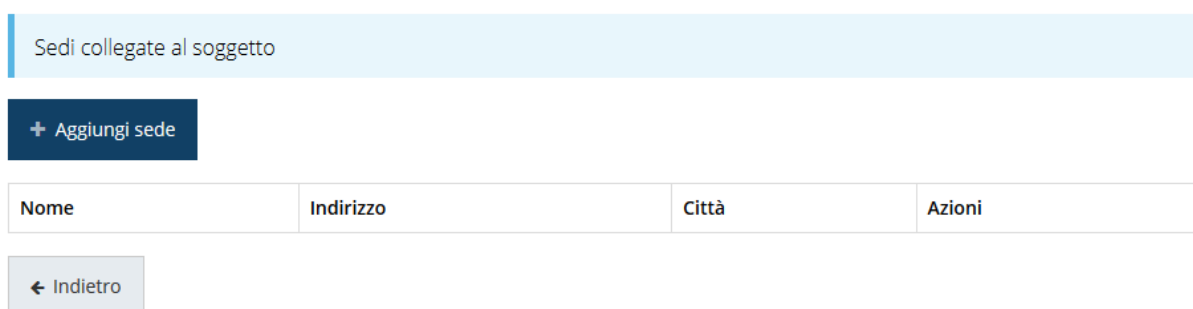 Sedi collegate al soggetto
+ Aggiungi sede
Nome Indirizzo Città Azioni
← Indietro